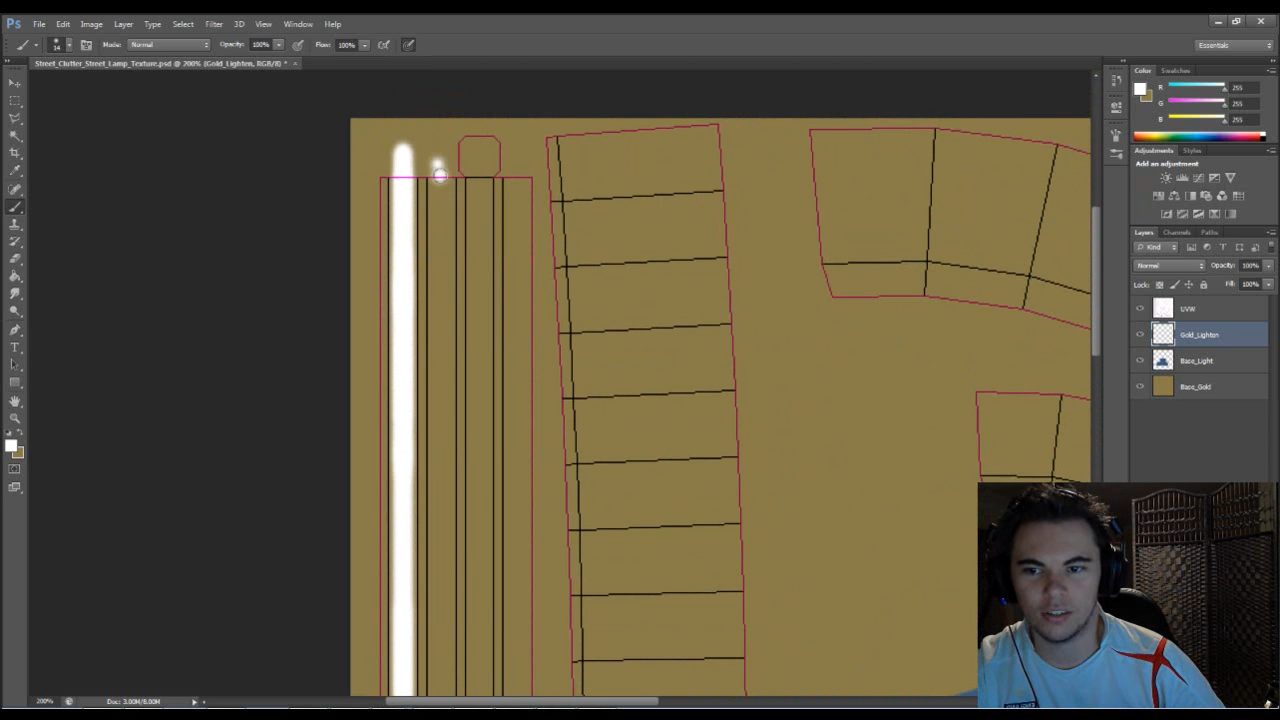 Ps File Edit Image Layer Type Select Filter 3D View Window Help
14 Mode: Normal Opacity: 100% Flow: 100% Essentials
Street_Clutter_Street_Lamp_Texture.psd @ 200% (Gold_Lighten, RGB/8) * ×
Color Swatches
R 255
G 255
B 255
Adjustments Styles
Add an adjustment
Layers Channels Paths
Kind
Normal Opacity: 100%
Lock: Fill: 100%
UVW
Gold_Lighten
Base_Light
Base_Gold
200% Doc: 3.00M/8.00M